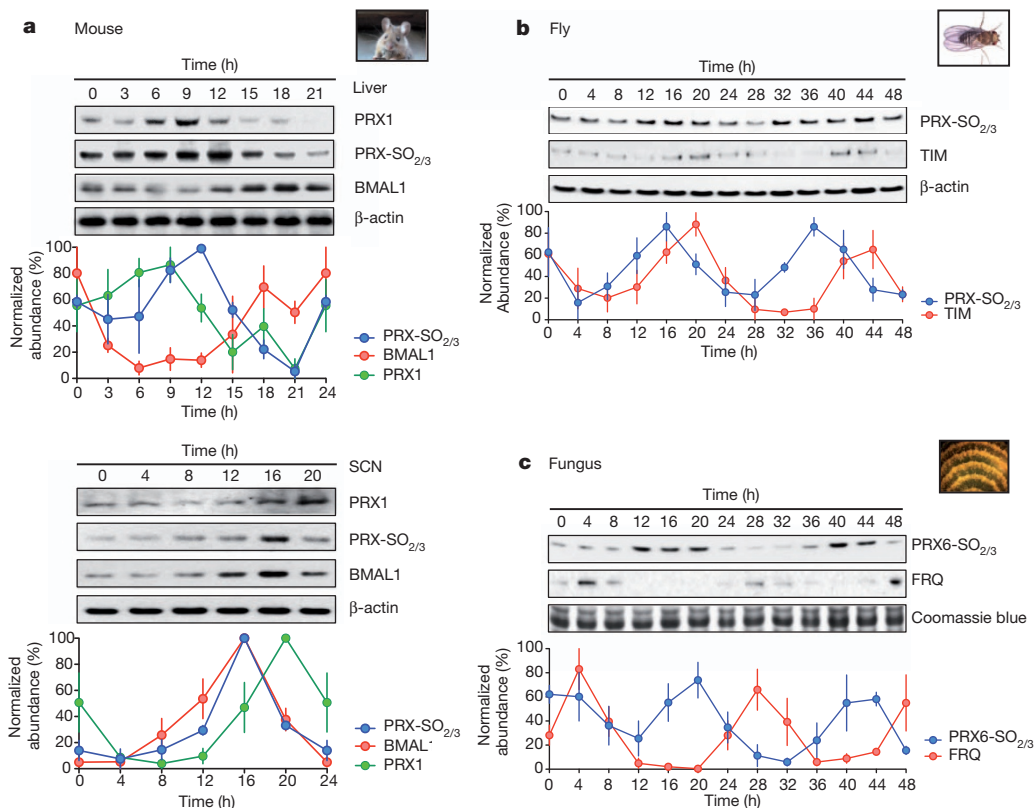 a Mouse
Time (h)
0 3 6 9 12 15 18 21 Liver
PRX1
PRX-SO2/3
BMAL1
β-actin
Normalized abundance (%)
100
80
60
40
20
0
0 3 6 9 12 15 18 21 24
Time (h)
PRX-SO2/3
BMAL1
PRX1
Time (h)
0 4 8 12 16 20 SCN
PRX1
PRX-SO2/3
BMAL1
β-actin
Normalized abundance (%)
100
80
60
40
20
0
0 4 8 12 16 20 24
Time (h)
PRX-SO2/3
BMAL-
PRX1
b Fly
Time (h)
0 4 8 12 16 20 24 28 32 36 40 44 48
PRX-SO2/3
TIM
β-actin
Normalized Abundance (%)
100
80
60
40
20
0
0 4 8 12 16 20 24 28 32 36 40 44 48
Time (h)
PRX-SO2/3
TIM
c Fungus
Time (h)
0 4 8 12 16 20 24 28 32 36 40 44 48
PRX6-SO2/3
FRQ
Coomassie blue
Normalized abundance (%)
100
80
60
40
20
0
0 4 8 12 16 20 24 28 32 36 40 44 48
Time (h)
PRX6-SO2/3
FRQ